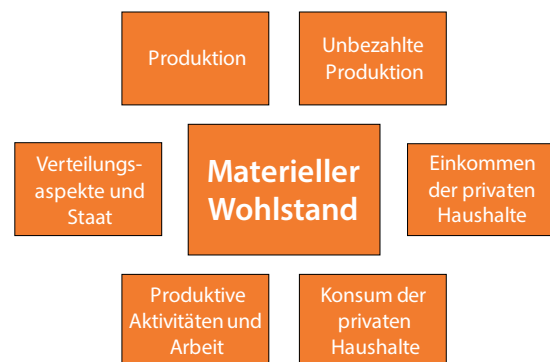 Produktion
Unbezahlte
Produktion
Verteilungs-
aspekte und
Staat
Materieller
Wohlstand
Einkommen
der privaten
Haushalte
Produktive
Aktivitäten und
Arbeit
Konsum der
privaten
Haushalte